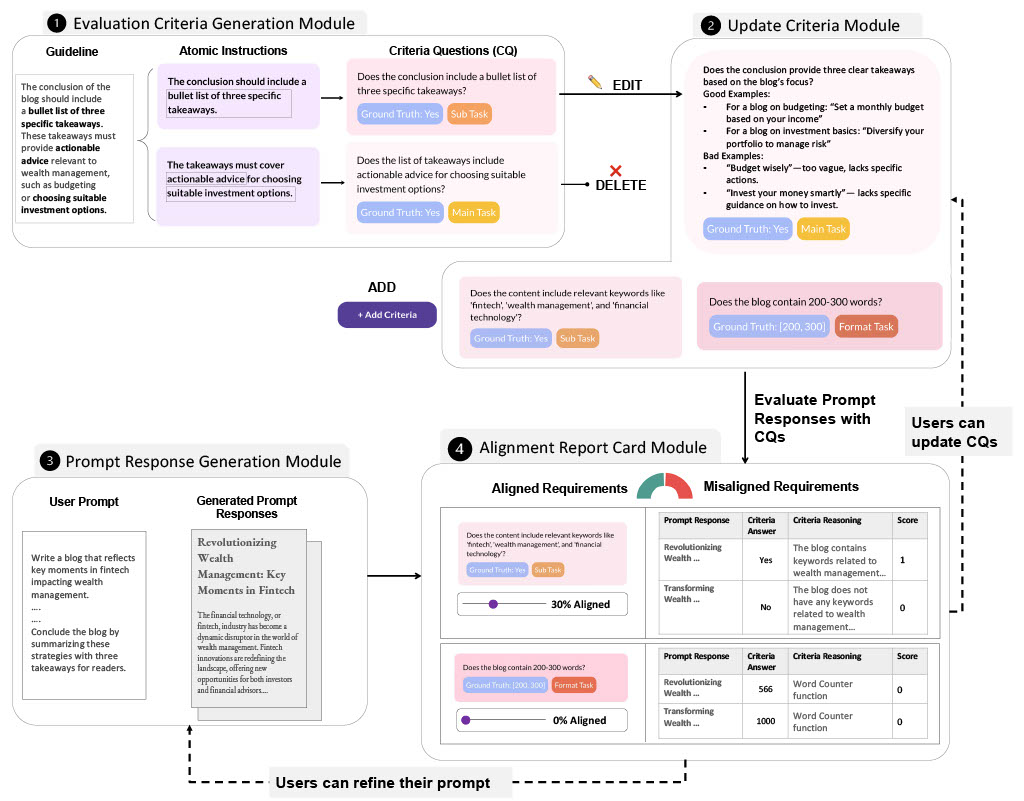 1 Evaluation Criteria Generation Module
Guideline
Atomic Instructions
Criteria Questions (CQ)
The conclusion of the
blog should include
a bullet list of three
specific takeaways.
These takeaways must
provide actionable
advice relevant to
wealth management,
such as budgeting
or choosing suitable
investment options.
The conclusion should include a
bullet list of three specific
takeaways.
The takeaways must cover
actionable advice for choosing
suitable investment options.
Does the conclusion include a bullet list of
three specific takeaways?
Ground Truth: Yes Sub Task
Does the list of takeaways include
actionable advice for choosing suitable
investment options?
Ground Truth: Yes Main Task
EDIT
DELETE
2 Update Criteria Module
Does the conclusion provide three clear takeaways
based on the blog's focus?
Good Examples:
- For a blog on budgeting: “Set a monthly budget
based on your income”
- For a blog on investment basics: “Diversify your
portfolio to manage risk”
Bad Examples:
- “Budget wisely”—too vague, lacks specific
actions.
- “Invest your money smartly”— lacks specific
guidance on how to invest.
Ground Truth: Yes Main Task
ADD
+ Add Criteria
Does the content include relevant keywords like
'fintech', 'wealth management', and 'financial
technology'?
Ground Truth: Yes Sub Task
Does the blog contain 200-300 words?
Ground Truth: [200, 300] Format Task
Evaluate Prompt
Responses with
CQs
Users can
update CQs
3 Prompt Response Generation Module
User Prompt
Generated Prompt
Responses
Write a blog that reflects
key moments in fintech
impacting wealth
management.
....
....
Conclude the blog by
summarizing these
strategies with three
takeaways for readers.
Revolutionizing
Wealth
Management: Key
Moments in Fintech
The financial technology, or
fintech, industry has become a
dynamic disruptor in the world of
wealth management. Fintech
innovations are redefining the
landscape, offering new
opportunities for both investors
and financial advisors....
4 Alignment Report Card Module
Aligned Requirements
Misaligned Requirements
Does the content include relevant keywords like
'fintech', 'wealth management', and 'financial
technology'?
Ground Truth: Yes Sub Task
30% Aligned
Prompt Response Criteria Answer Criteria Reasoning Score
Revolutionizing
Wealth ...
Yes
The blog contains
keywords related to
wealth management...
1
Transforming
Wealth ...
No
The blog does not
have any keywords
related to wealth
management...
0
Does the blog contain 200-300 words?
Ground Truth: [200, 300] Format Task
0% Aligned
Prompt Response Criteria Answer Criteria Reasoning Score
Revolutionizing
Wealth ...
566
Word Counter
function
0
Transforming
Wealth ...
1000
Word Counter
function
0
Users can refine their prompt